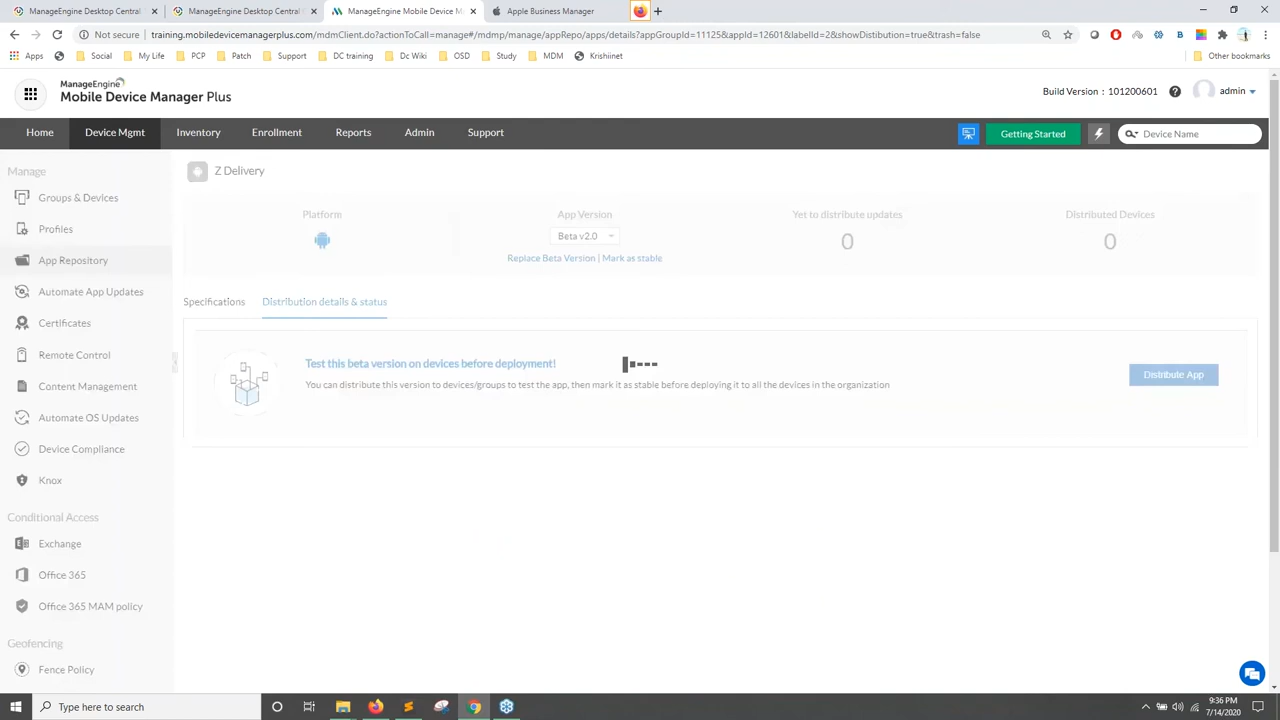 ManageEngine Desktop Central
ManageEngine Desktop Central
ManageEngine Mobile Device M
Apple Business Manager
Not secure
training.mobiledevicemanagerplus.com/mdmClient.do?actionToCall=manage#/mdmp/manage/appRepo/apps/details?appGroupId=11125&appId=12601&labelId=2&showDistibution=true&trash=false
Apps
Social
My Life
PCP
Patch
Support
DC training
Dc Wiki
OSD
Study
MDM
Krishiinet
Other bookmarks
ManageEngine
Mobile Device Manager Plus
Build Version : 101200601
admin
Home
Device Mgmt
Inventory
Enrollment
Reports
Admin
Support
Getting Started
Device Name
Manage
Groups & Devices
Profiles
App Repository
Automate App Updates
Certificates
Remote Control
Content Management
Automate OS Updates
Device Compliance
Knox
Conditional Access
Exchange
Office 365
Office 365 MAM policy
Geofencing
Fence Policy
Z Delivery
Platform
App Version
Yet to distribute updates
Distributed Devices
Beta v2.0
0
0
Replace Beta Version | Mark as stable
Specifications
Distribution details & status
Test this beta version on devices before deployment!
You can distribute this version to devices/groups to test the app, then mark it as stable before deploying it to all the devices in the organization
Distribute App
Type here to search
9:36 PM
7/14/2020